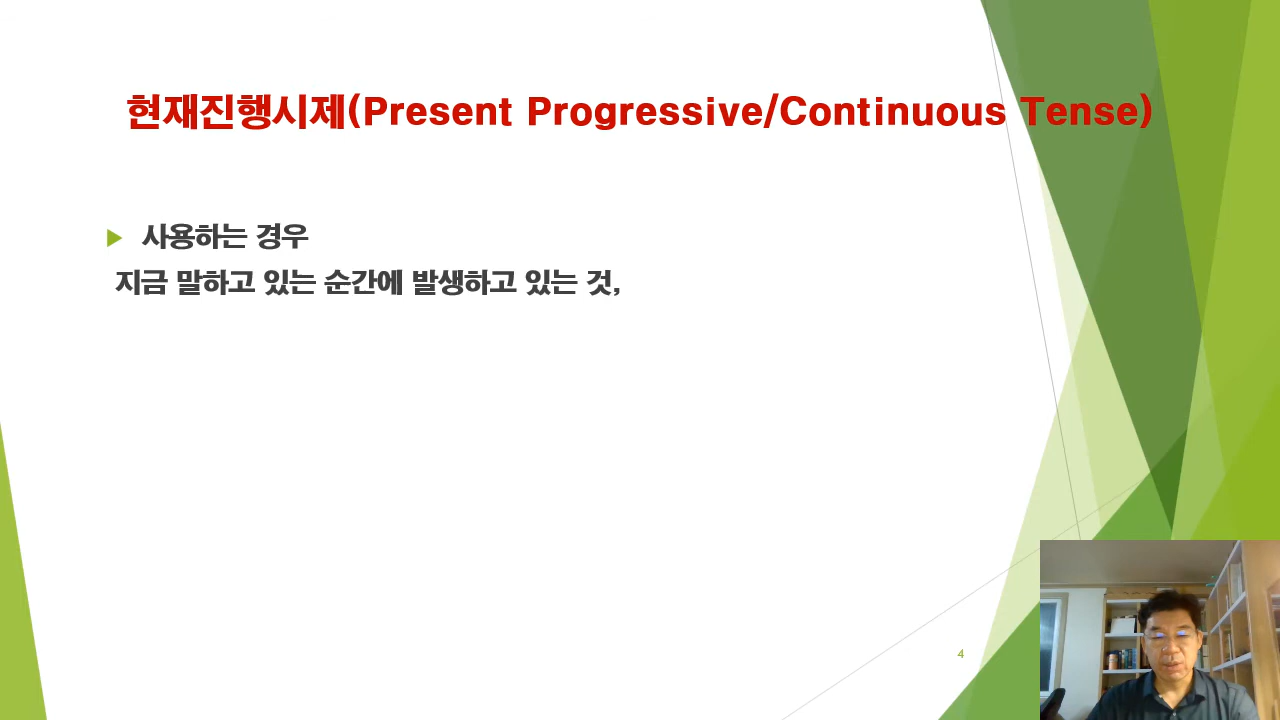 현재진행시제(Present Progressive/Continuous Tense)
사용하는 경우
지금 말하고 있는 순간에 발생하고 있는 것,
4